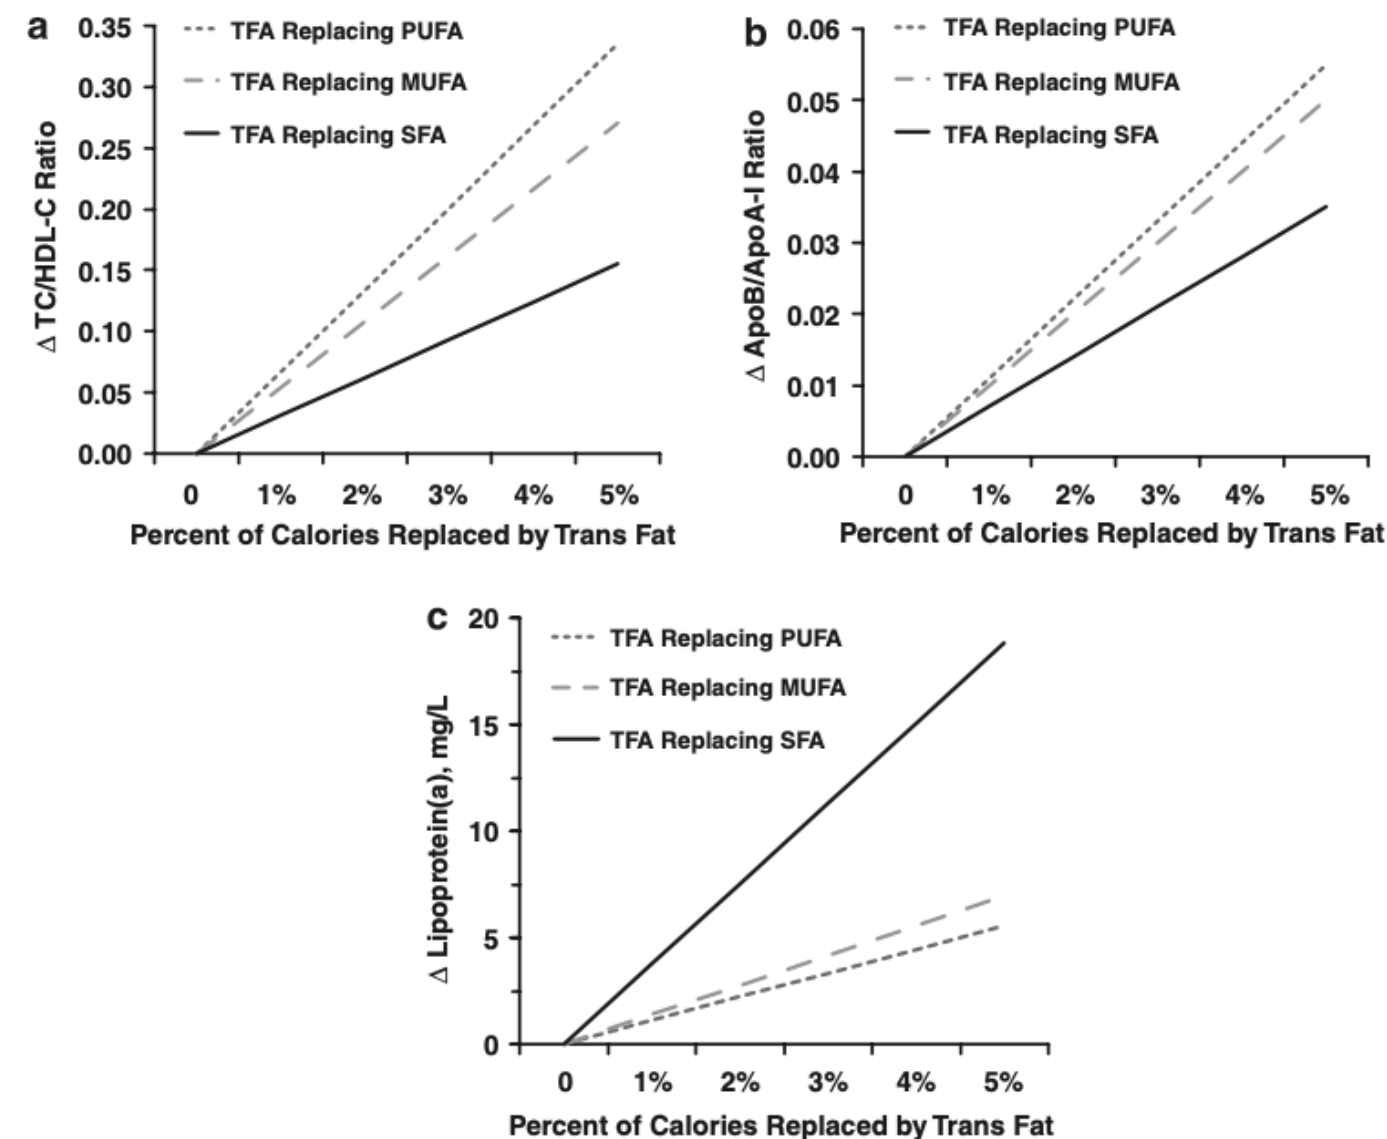 a
Δ TC/HDL-C Ratio
0.35
0.30
0.25
0.20
0.15
0.10
0.05
0.00
TFA Replacing PUFA
TFA Replacing MUFA
TFA Replacing SFA
0 1% 2% 3% 4% 5%
Percent of Calories Replaced by Trans Fat
b
Δ ApoB/ApoA-I Ratio
0.06
0.05
0.04
0.03
0.02
0.01
0.00
TFA Replacing PUFA
TFA Replacing MUFA
TFA Replacing SFA
0 1% 2% 3% 4% 5%
Percent of Calories Replaced by Trans Fat
c
Δ Lipoprotein(a), mg/L
20
15
10
5
0
TFA Replacing PUFA
TFA Replacing MUFA
TFA Replacing SFA
0 1% 2% 3% 4% 5%
Percent of Calories Replaced by Trans Fat